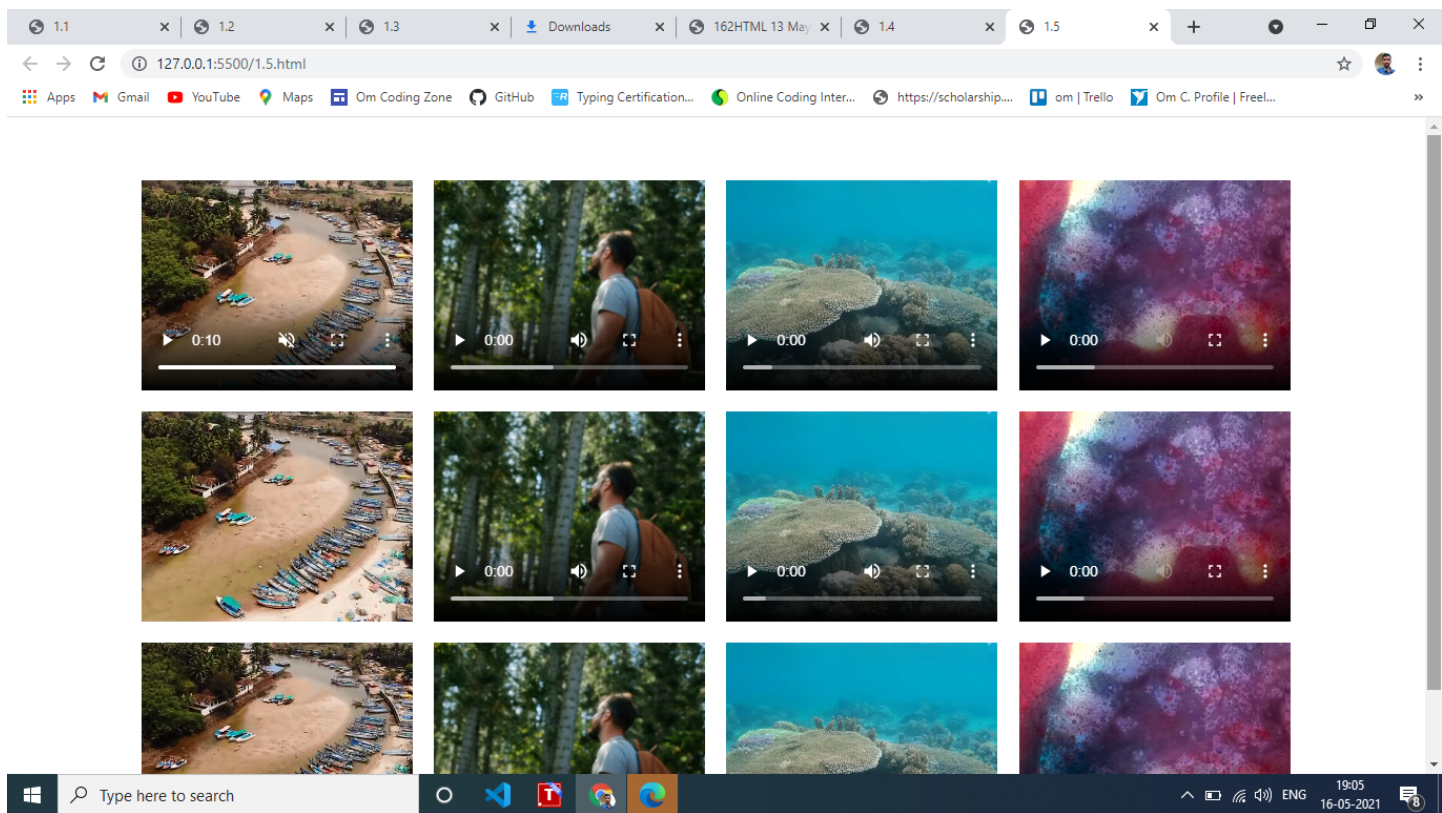 1.1 1.2 1.3 Downloads 162HTML 13 May 1.4 1.5
127.0.0.1:5500/1.5.html
Apps Gmail YouTube Maps Om Coding Zone GitHub Typing Certification... Online Coding Inter... https://scholarship.... om | Trello Om C. Profile | Freel... »
0:10 0:00 0:00 0:00
0:00 0:00 0:00
Type here to search ENG 19:05
16-05-2021 8